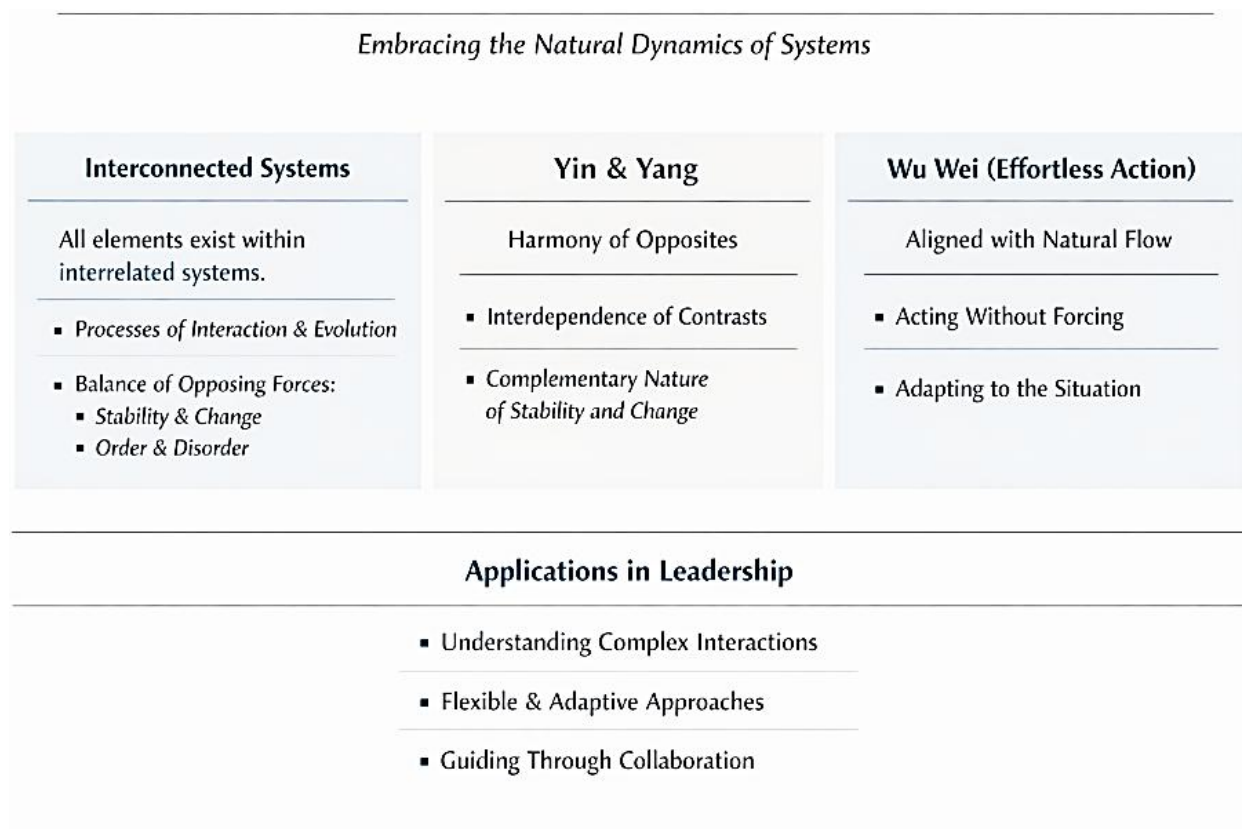 Embracing the Natural Dynamics of Systems
Interconnected Systems
All elements exist within
interrelated systems.
▪ Processes of Interaction & Evolution
▪ Balance of Opposing Forces:
▪ Stability & Change
▪ Order & Disorder
Yin & Yang
Harmony of Opposites
▪ Interdependence of Contrasts
▪ Complementary Nature
of Stability and Change
Wu Wei (Effortless Action)
Aligned with Natural Flow
▪ Acting Without Forcing
▪ Adapting to the Situation
Applications in Leadership
▪ Understanding Complex Interactions
▪ Flexible & Adaptive Approaches
▪ Guiding Through Collaboration